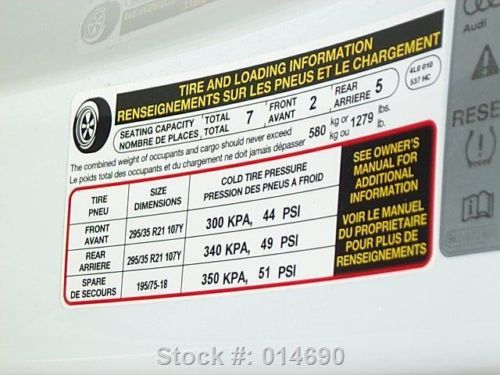 TIRE AND LOADING INFORMATION
RENSEIGNEMENTS SUR LES PNEUS ET LE CHARGEMENT
SEATING CAPACITY TOTAL 7 FRONT 2 REAR 5
NOMBRE DE PLACES TOTAL AVANT ARRIERE
4L0 010
537 HC
The combined weight of occupants and cargo should never exceed 580 kg or 1279 lbs.
Le poids total des occupants et du chargement ne doit jamais dépasser kg ou lb.
TIRE SIZE COLD TIRE PRESSURE
PNEU DIMENSIONS PRESSION DES PNEUS A FROID
FRONT
AVANT 295/35 R21 107Y 300 KPA, 44 PSI
REAR
ARRIERE 295/35 R21 107Y 340 KPA, 49 PSI
SPARE
DE SECOURS 195/75-18 350 KPA, 51 PSI
SEE OWNER'S
MANUAL FOR
ADDITIONAL
INFORMATION
VOIR LE MANUEL
DU PROPRIETAIRE
POUR PLUS DE
RENSEIGNEMENTS
Audi
RESE
Stock #: 014690